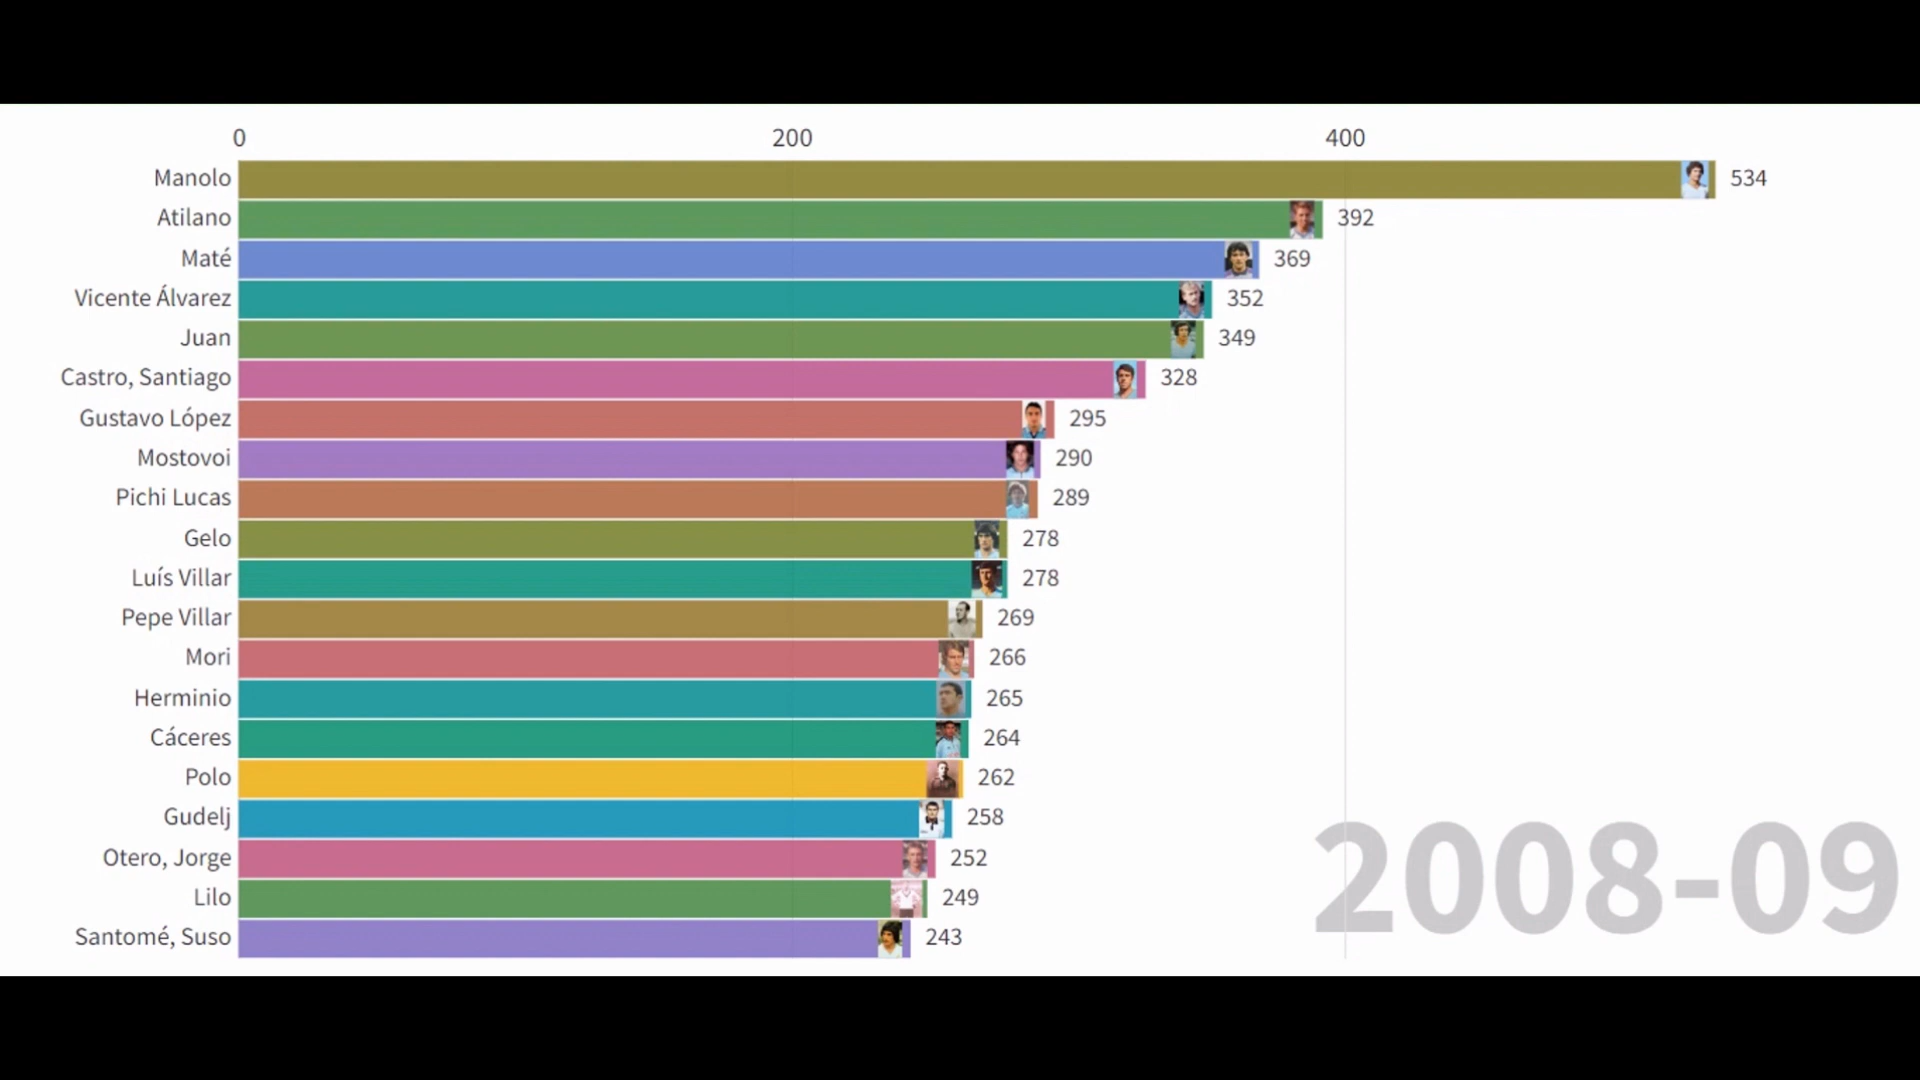 0 200 400
Manolo 534
Atilano 392
Maté 369
Vicente Álvarez 352
Juan 349
Castro, Santiago 328
Gustavo López 295
Mostovoi 290
Pichi Lucas 289
Gelo 278
Luís Villar 278
Pepe Villar 269
Mori 266
Herminio 265
Cáceres 264
Polo 262
Gudelj 258
Otero, Jorge 252
Lilo 249
Santomé, Suso 243
2008-09